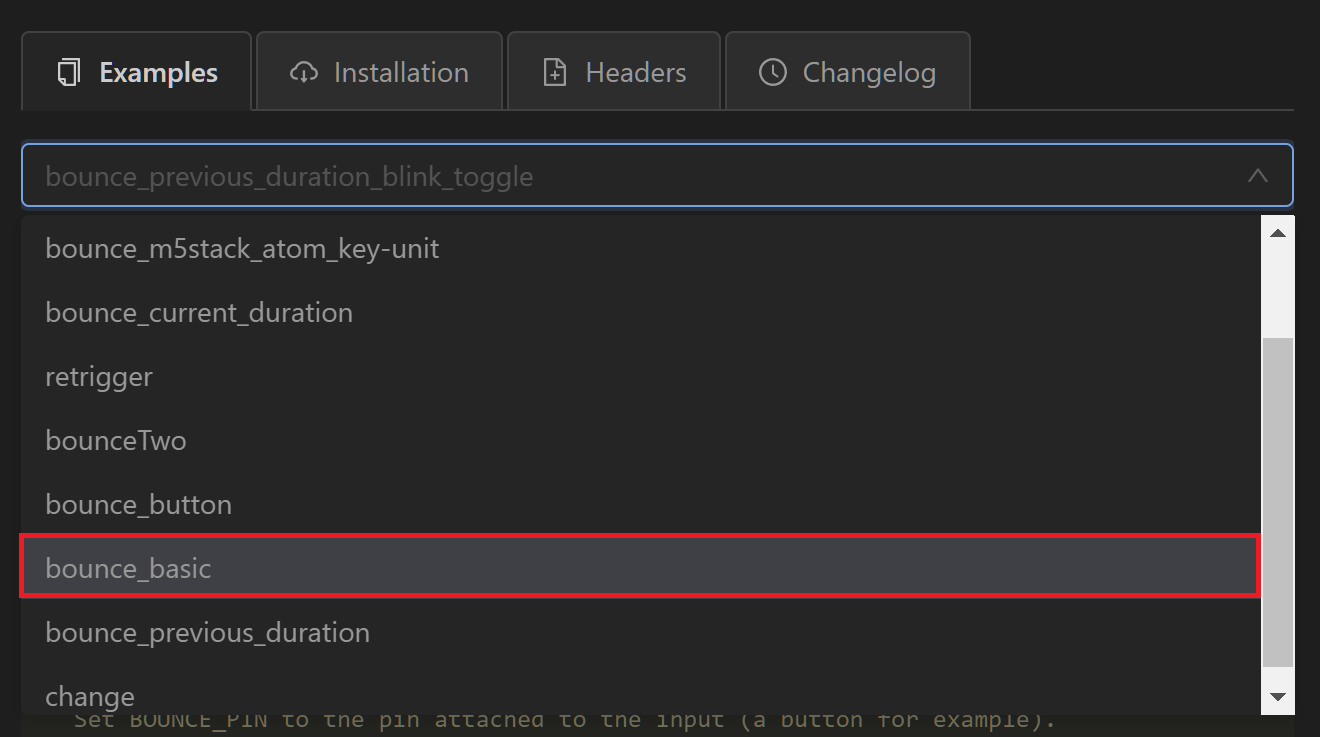 Examples Installation Headers Changelog
bounce_previous_duration_blink_toggle
bounce_m5stack_atom_key-unit
bounce_current_duration
retrigger
bounceTwo
bounce_button
bounce_basic
bounce_previous_duration
change
Set BOUNCE_PIN to the pin attached to the input (a button for example).